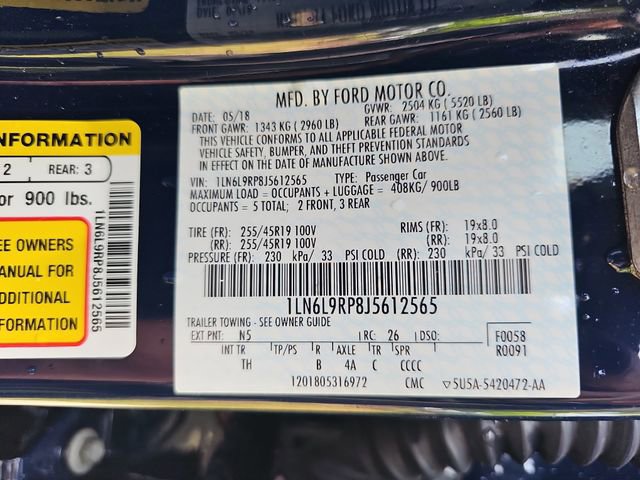 MFD. BY FORD MOTOR CO.
DATE: 05/18 GVWR: 2504 KG ( 5520 LB)
FRONT GAWR: 1343 KG ( 2960 LB) REAR GAWR: 1161 KG ( 2560 LB)
THIS VEHICLE CONFORMS TO ALL APPLICABLE FEDERAL MOTOR
VEHICLE SAFETY, BUMPER, AND THEFT PREVENTION STANDARDS
IN EFFECT ON THE DATE OF MANUFACTURE SHOWN ABOVE.
VIN: 1LN6L9RP8J5612565 TYPE: Passenger Car
MAXIMUM LOAD = OCCUPANTS + LUGGAGE = 408KG/ 900LB
OCCUPANTS = 5 TOTAL; 2 FRONT, 3 REAR
TIRE (FR): 255/45R19 100V RIMS (FR): 19x8.0
(RR): 255/45R19 100V (RR): 19x8.0
PRESSURE (FR): 230 kPa/ 33 PSI COLD (RR): 230 kPa/ 33 PSI COLD
1LN6L9RP8J5612565
TRAILER TOWING - SEE OWNER GUIDE
EXT PNT: N5 RC: 26 DSO: F0058
R0091
INT TR TP/PS R AXLE TR SPR
TH B 4A C CCCC
1201805316972 CMC ▽5U5A-5420472-AA
INFORMATION
2 REAR: 3
or 900 lbs.
EE OWNERS
MANUAL FOR
ADDITIONAL
FORMATION
1LN6L9RP8J5612565